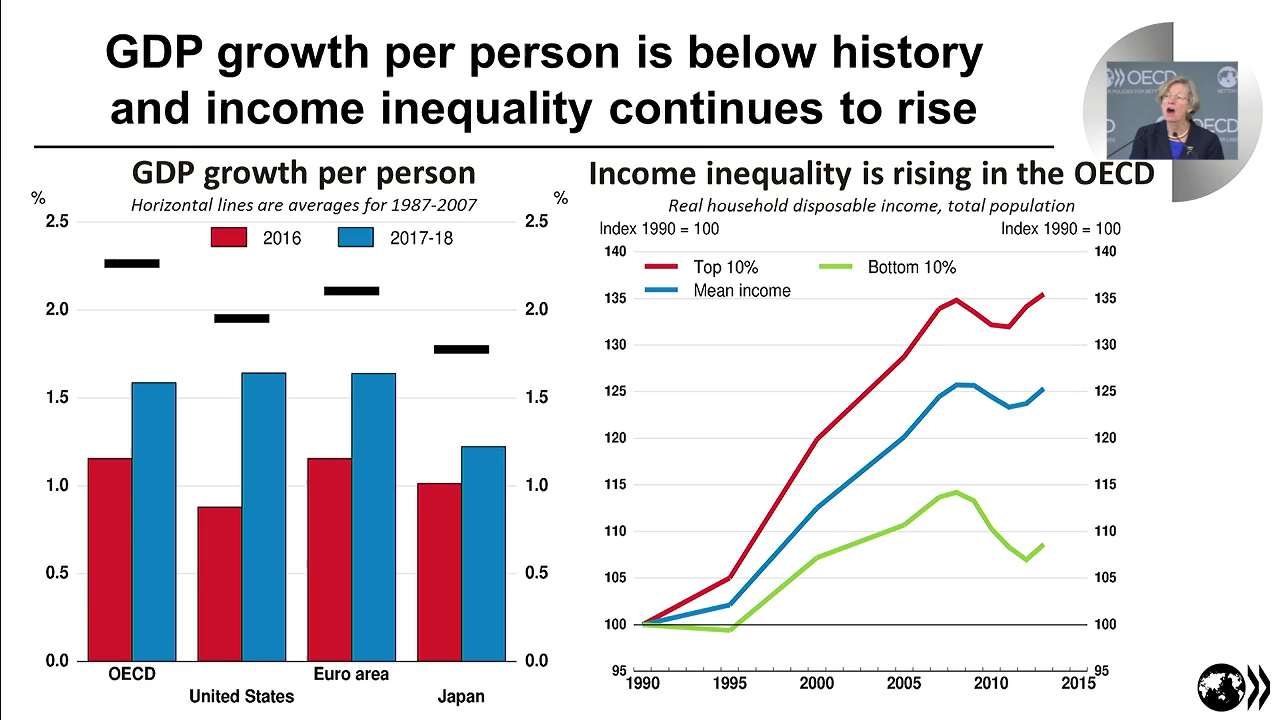 GDP growth per person is below history
and income inequality continues to rise
OECD
OECD
GDP growth per person
Horizontal lines are averages for 1987-2007
%
%
2016
2017-18
2.5
2.5
2.0
2.0
1.5
1.5
1.0
1.0
0.5
0.5
0.0
0.0
OECD
United States
Euro area
Japan
Income inequality is rising in the OECD
Real household disposable income, total population
Index 1990 = 100
Index 1990 = 100
Top 10%
Bottom 10%
Mean income
140
140
135
135
130
130
125
125
120
120
115
115
110
110
105
105
100
100
95
95
1990
1995
2000
2005
2010
2015